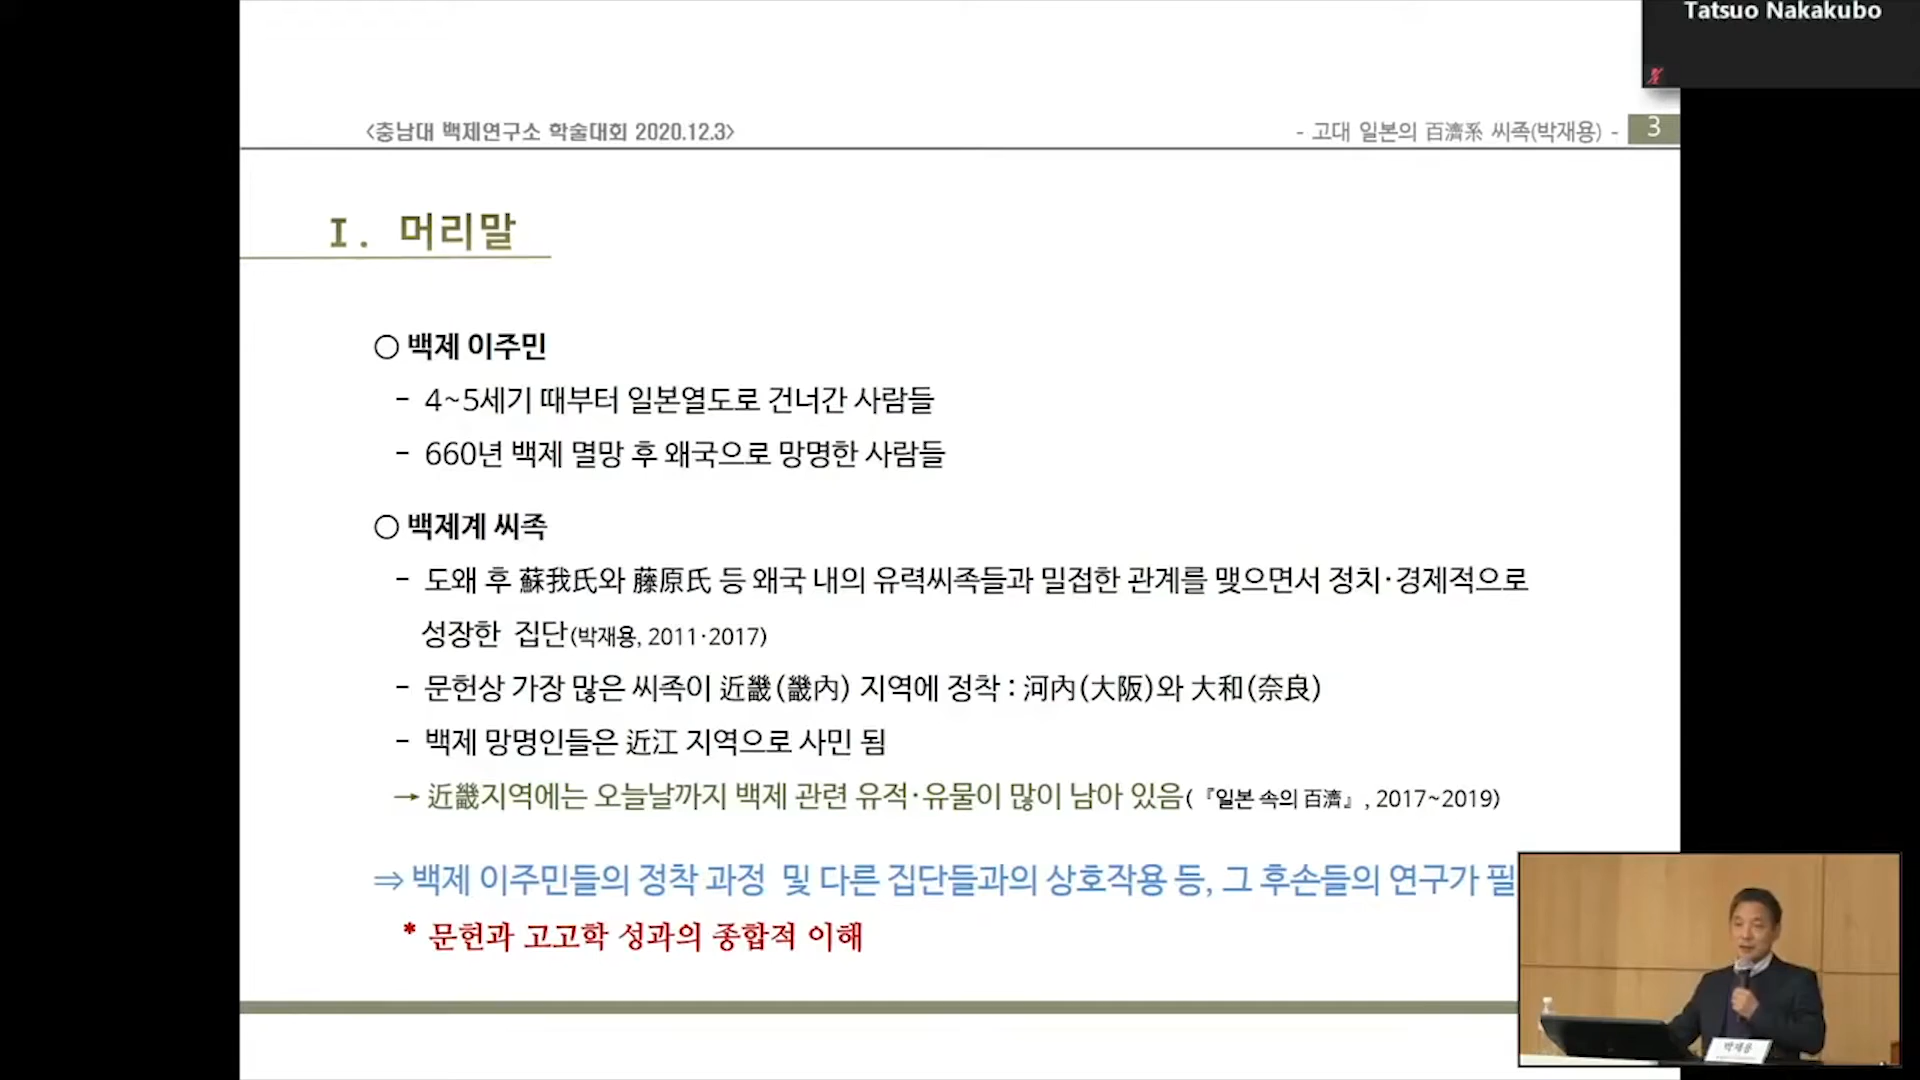 Tatsuo Nakakubo
<충남대 백제연구소 학술대회 2020.12.3>
- 고대 일본의 百濟系 씨족(박재용) -
3
I. 머리말
○ 백제 이주민
- 4~5세기 때부터 일본열도로 건너간 사람들
- 660년 백제 멸망 후 왜국으로 망명한 사람들
○ 백제계 씨족
- 도왜 후 蘇我氏와 藤原氏 등 왜국 내의 유력씨족들과 밀접한 관계를 맺으면서 정치·경제적으로
성장한 집단(박재용, 2011·2017)
- 문헌상 가장 많은 씨족이 近畿(畿內) 지역에 정착 : 河內(大阪)와 大和(奈良)
- 백제 망명인들은 近江 지역으로 사민 됨
→ 近畿지역에는 오늘날까지 백제 관련 유적·유물이 많이 남아 있음(『일본 속의 百濟』, 2017~2019)
⇒ 백제 이주민들의 정착 과정 및 다른 집단들과의 상호작용 등, 그 후손들의 연구가 필
* 문헌과 고고학 성과의 종합적 이해
박재용